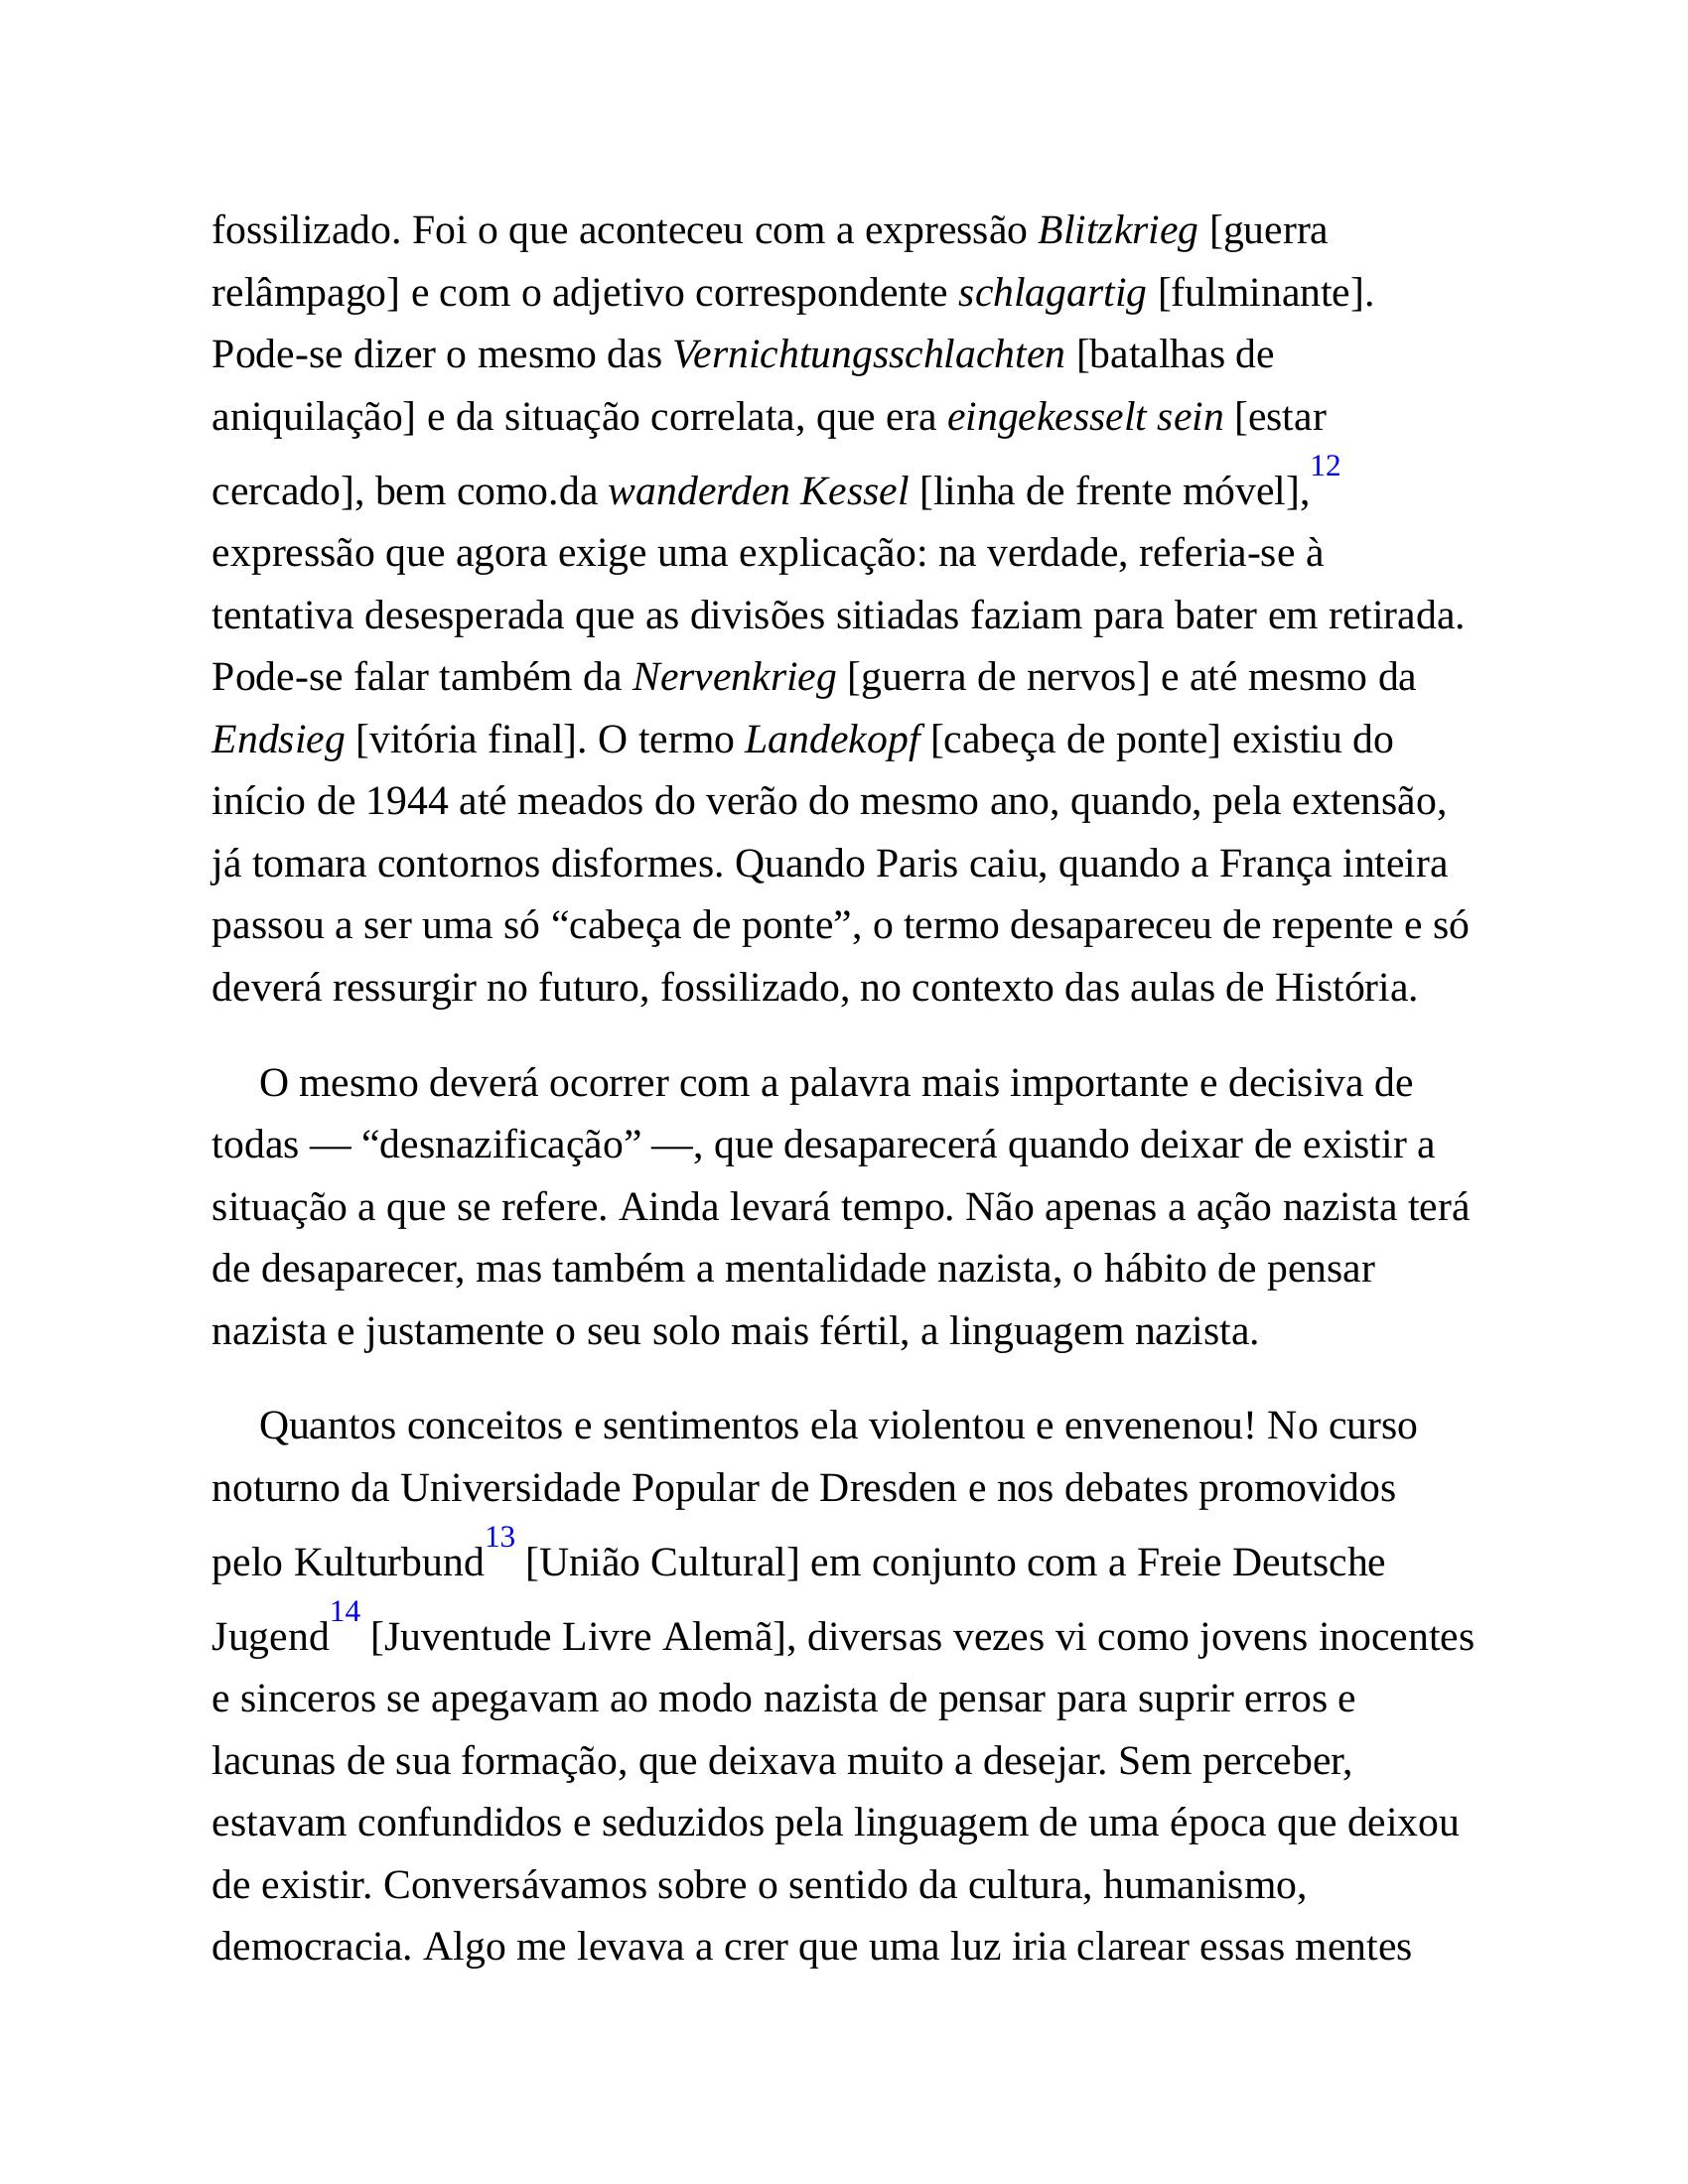 fossilizado. Foi o que aconteceu com a expressão Blitzkrieg [guerra
relâmpago] e com o adjetivo correspondente schlagartig [fulminante].
Pode-se dizer o mesmo das Vernichtungsschlachten [batalhas de
aniquilação] e da situação correlata, que era eingekesselt sein [estar
cercado], bem como.da wanderden Kessel [linha de frente móvel],12
expressão que agora exige uma explicação: na verdade, referia-se à
tentativa desesperada que as divisões sitiadas faziam para bater em retirada.
Pode-se falar também da Nervenkrieg [guerra de nervos] e até mesmo da
Endsieg [vitória final]. O termo Landekopf [cabeça de ponte] existiu do
início de 1944 até meados do verão do mesmo ano, quando, pela extensão,
já tomara contornos disformes. Quando Paris caiu, quando a França inteira
passou a ser uma só “cabeça de ponte”, o termo desapareceu de repente e só
deverá ressurgir no futuro, fossilizado, no contexto das aulas de História.
O mesmo deverá ocorrer com a palavra mais importante e decisiva de
todas — “desnazificação” —, que desaparecerá quando deixar de existir a
situação a que se refere. Ainda levará tempo. Não apenas a ação nazista terá
de desaparecer, mas também a mentalidade nazista, o hábito de pensar
nazista e justamente o seu solo mais fértil, a linguagem nazista.
Quantos conceitos e sentimentos ela violentou e envenenou! No curso
noturno da Universidade Popular de Dresden e nos debates promovidos
pelo Kulturbund13 [União Cultural] em conjunto com a Freie Deutsche
Jugend14 [Juventude Livre Alemã], diversas vezes vi como jovens inocentes
e sinceros se apegavam ao modo nazista de pensar para suprir erros e
lacunas de sua formação, que deixava muito a desejar. Sem perceber,
estavam confundidos e seduzidos pela linguagem de uma época que deixou
de existir. Conversávamos sobre o sentido da cultura, humanismo,
democracia. Algo me levava a crer que uma luz iria clarear essas mentes